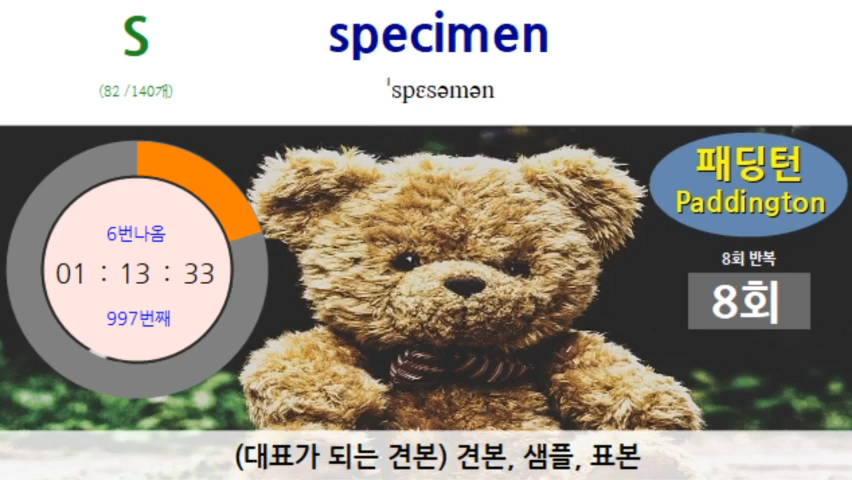 S
specimen
(82 /140개)
ˈspɛsəmən
패딩턴
Paddington
6번나옴
01 : 13 : 33
997번째
8회 반복
8회
(대표가 되는 견본) 견본, 샘플, 표본